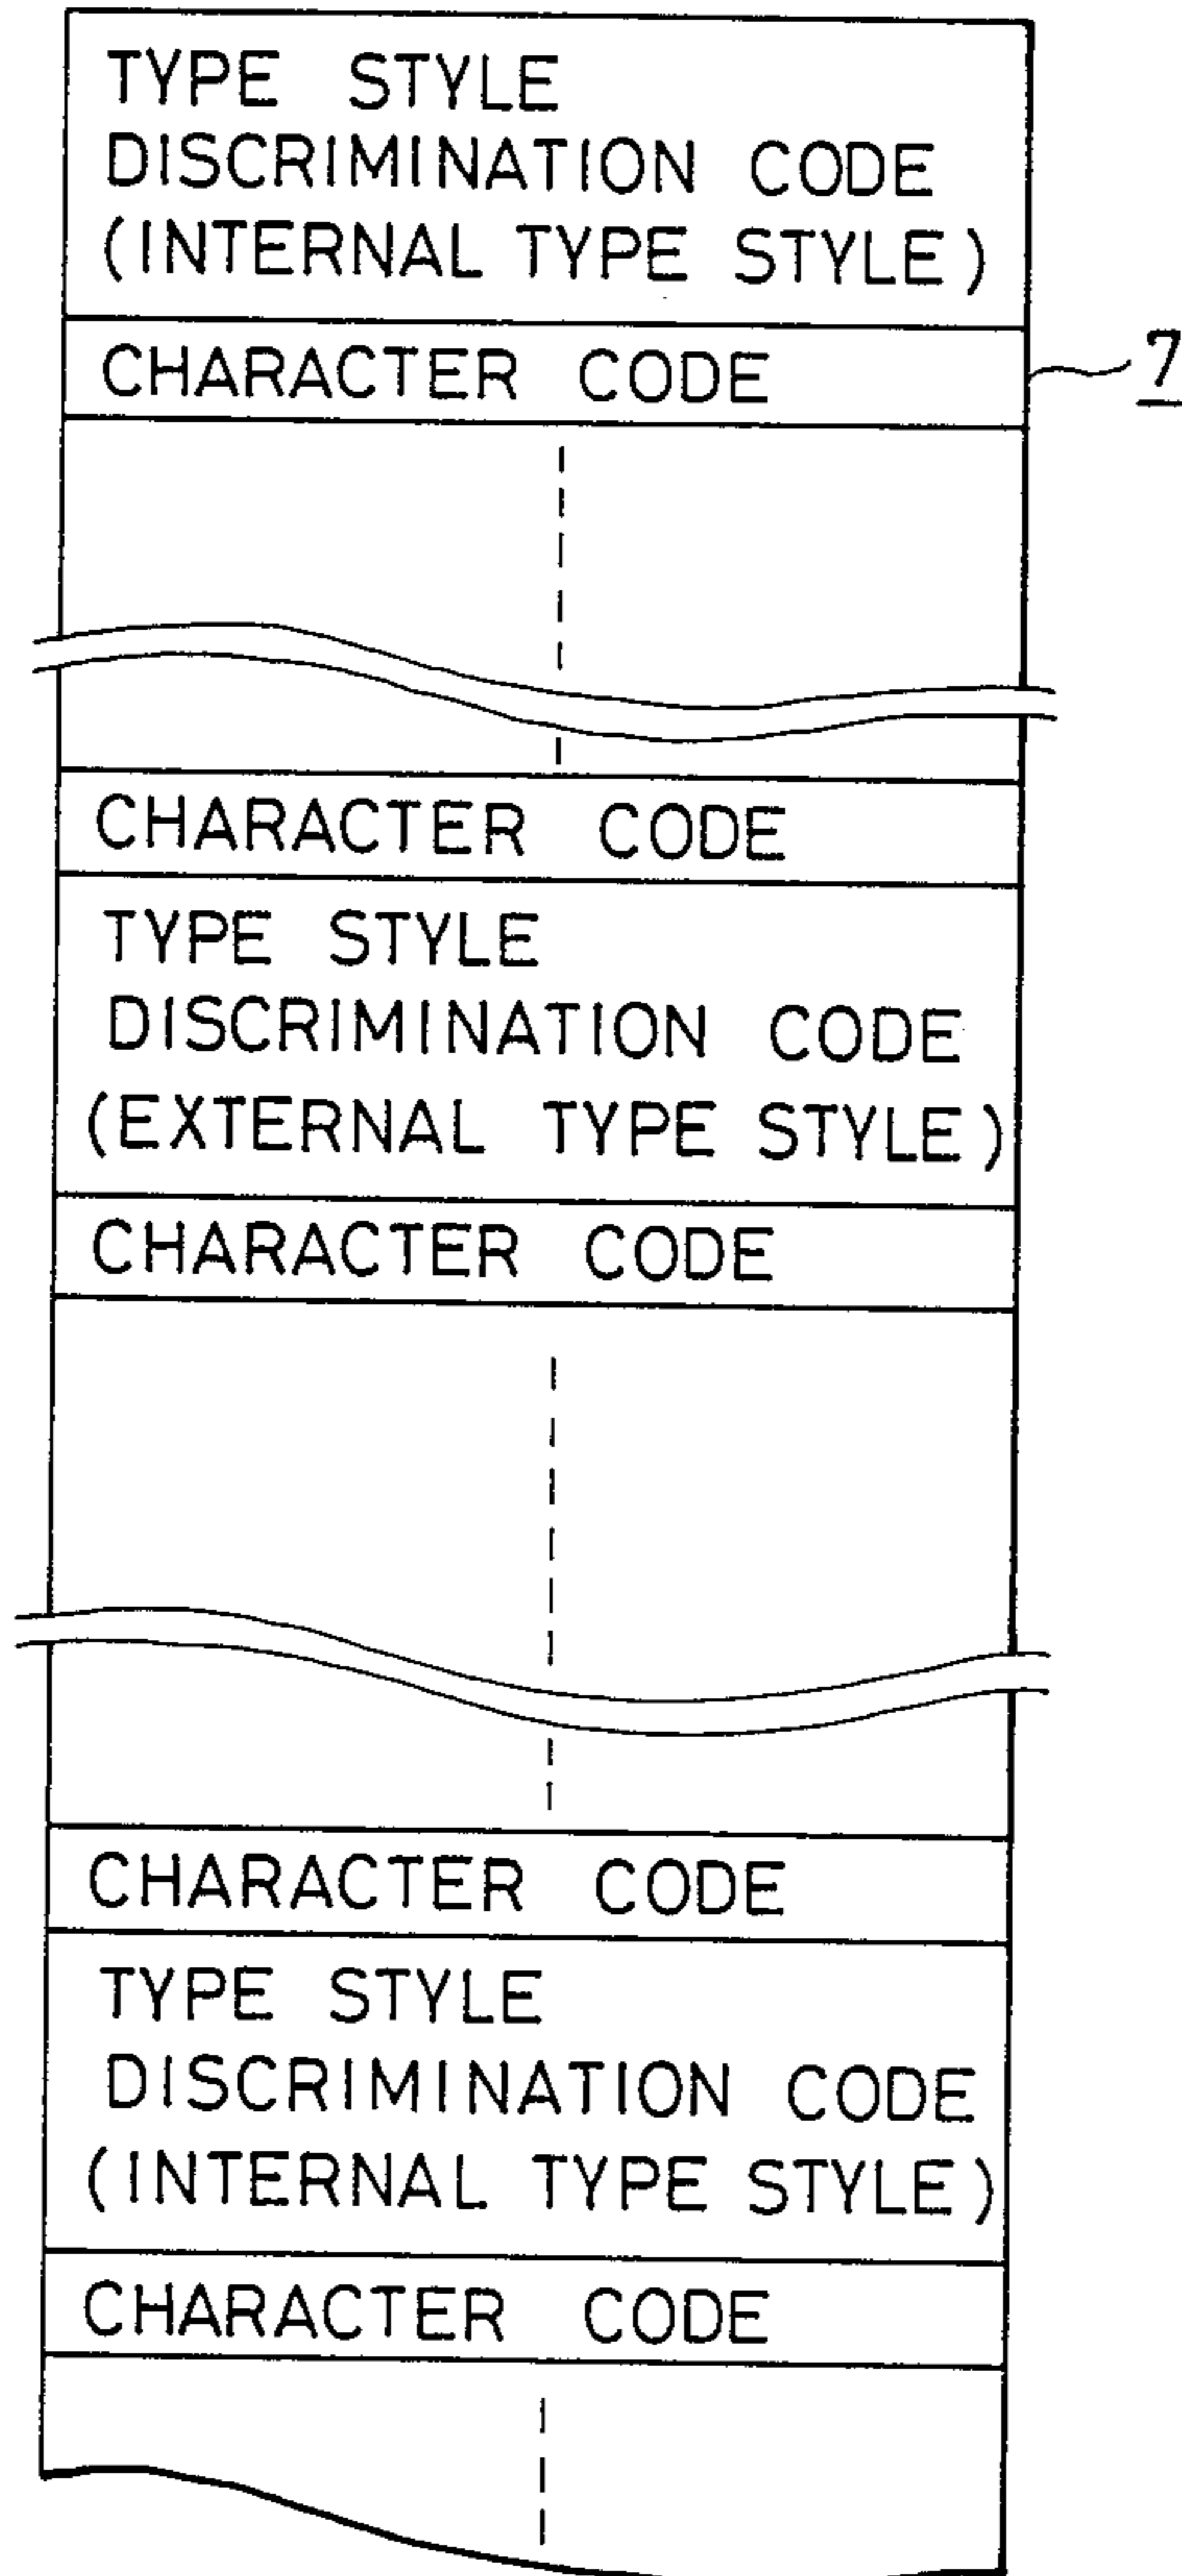 TYPE STYLE
DISCRIMINATION CODE
(INTERNAL TYPE STYLE)
CHARACTER CODE
7
CHARACTER CODE
TYPE STYLE
DISCRIMINATION CODE
(EXTERNAL TYPE STYLE)
CHARACTER CODE
CHARACTER CODE
TYPE STYLE
DISCRIMINATION CODE
(INTERNAL TYPE STYLE)
CHARACTER CODE